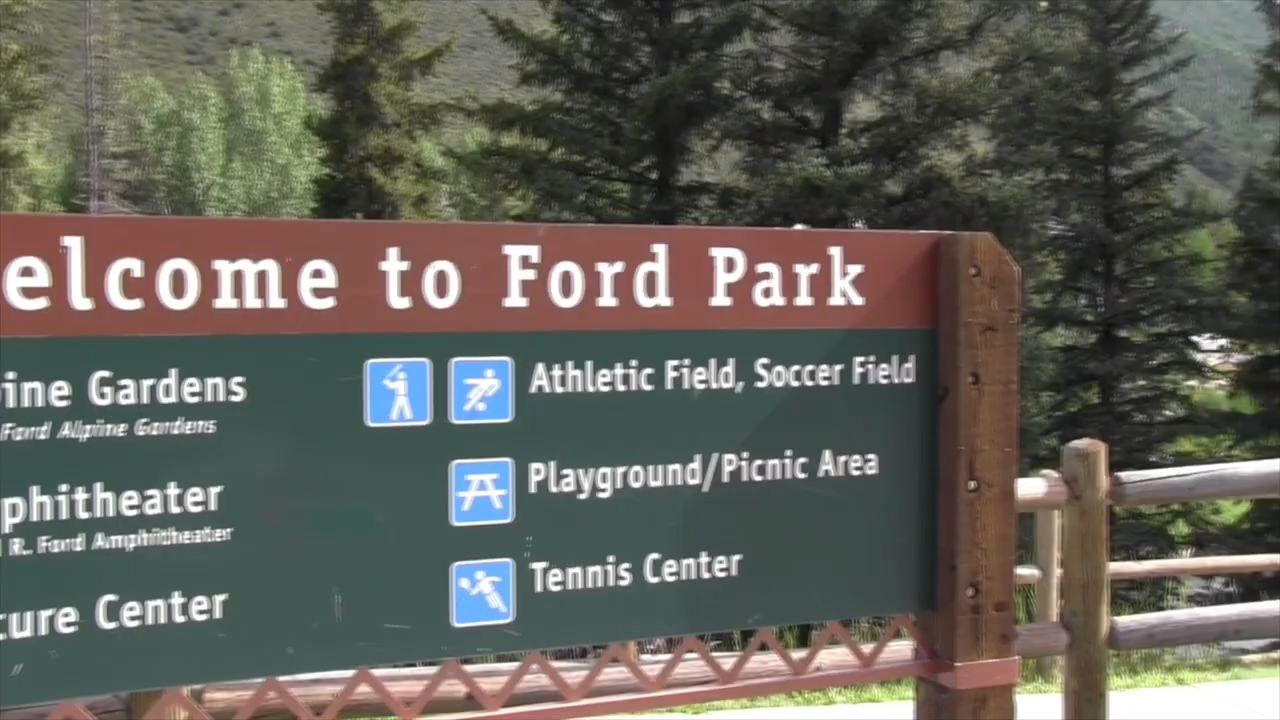 elcome to Ford Park
ine Gardens
Ford Alpine Gardens
phitheater
R. Ford Amphitheater
ture Center
Athletic Field, Soccer Field
Playground/Picnic Area
Tennis Center